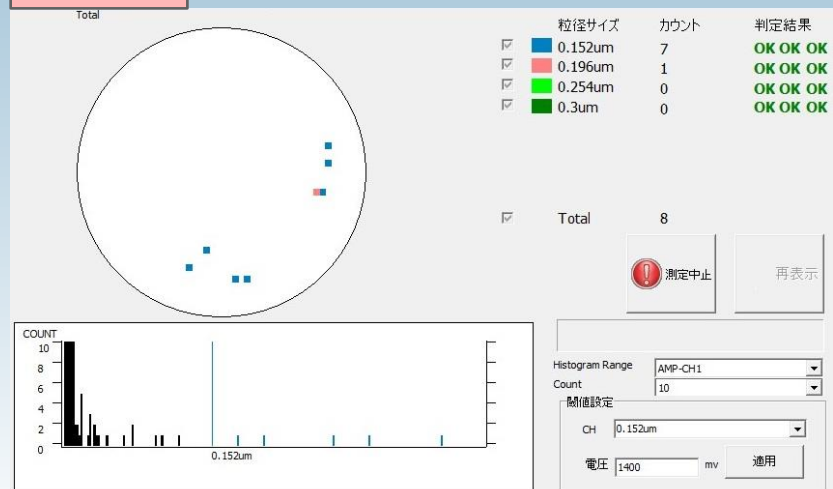 Total
粒径サイズ カウント 判定結果
0.152um 7 OK OK OK
0.196um 1 OK OK OK
0.254um 0 OK OK OK
0.3um 0 OK OK OK
Total 8
測定中止 再表示
COUNT
10
8
6
4
2
0
0.152um
Histogram Range AMP-CH1
Count 10
閾値設定
CH 0.152um
電圧 1400 mv 適用